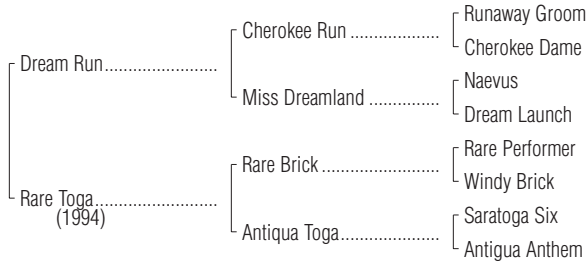 Runaway Groom
Cherokee Run ..................
Cherokee Dame
Dream Run.......................
Naevus
Miss Dreamland ..............
Dream Launch
Rare Performer
Rare Brick .......................
Windy Brick
Rare Toga.........................
(1994)
Saratoga Six
Antiqua Toga....................
Antigua Anthem